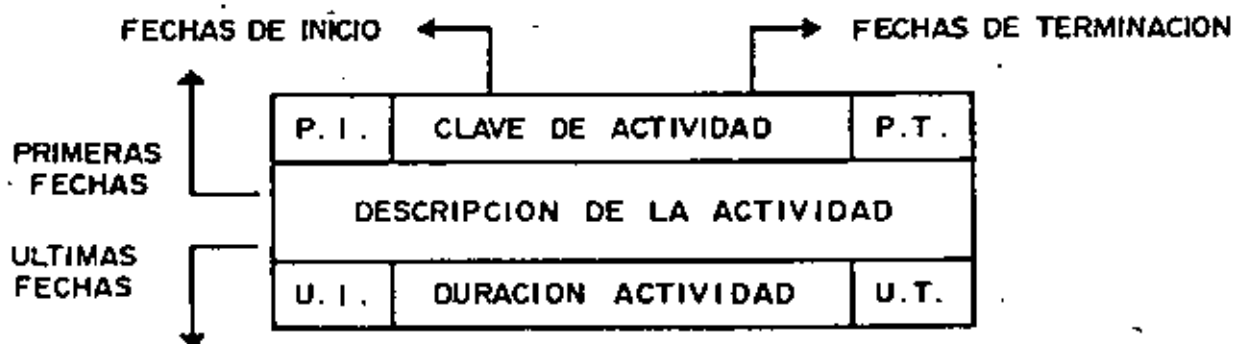 FECHAS DE INICIO
FECHAS DE TERMINACION
P. I.
CLAVE DE ACTIVIDAD
P.T.
PRIMERAS
FECHAS
DESCRIPCION DE LA ACTIVIDAD
ULTIMAS
FECHAS
U. I.
DURACION ACTIVIDAD
U.T.